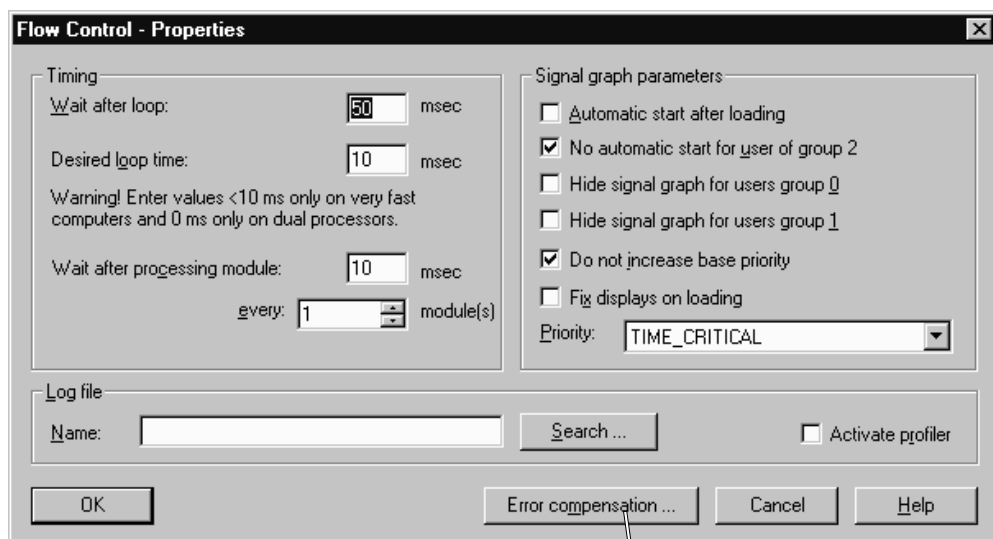 Flow Control - Properties
Timing
Wait after loop: 50 msec
Desired loop time: 10 msec
Warning! Enter values <10 ms only on very fast
computers and 0 ms only on dual processors.
Wait after processing module: 10 msec
every: 1 module(s)
Signal graph parameters
Automatic start after loading
No automatic start for user of group 2
Hide signal graph for users group 0
Hide signal graph for users group 1
Do not increase base priority
Fix displays on loading
Priority: TIME_CRITICAL
Log file
Name: Search ... Activate profiler
OK Error compensation ... Cancel Help